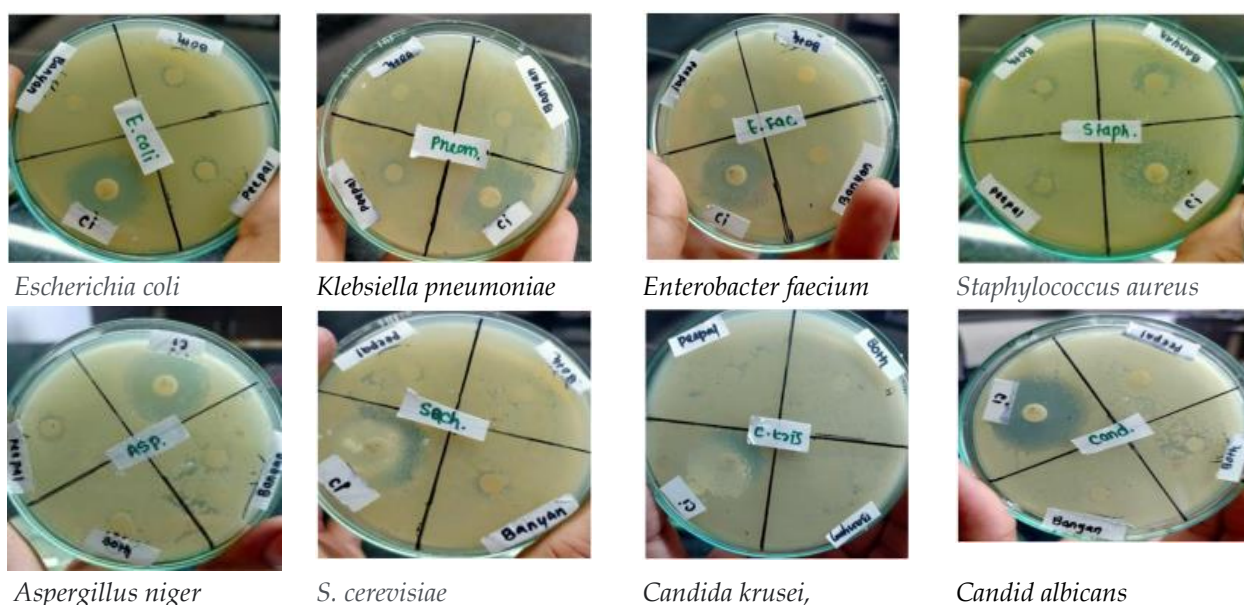 Banyan
Both
E.coli
Peepal
Ci
Both
Banyan
Pneom.
Peepal
Ci
Peepal
Both
E.Fac.
Ci
Banyan
Both
Banyan
Staph.
Peepal
Ci
Escherichia coli
Klebsiella pneumoniae
Enterobacter faecium
Staphylococcus aureus
Ci
Peepal
ASP.
Banyan
Both
Peepal
Both
Sach.
Ci
Banyan
Peepal
Both
Ci
Banyan
Peepal
Ci
Cand.
Both
Banyan
Aspergillus niger
S. cerevisiae
Candida krusei,
Candid albicans